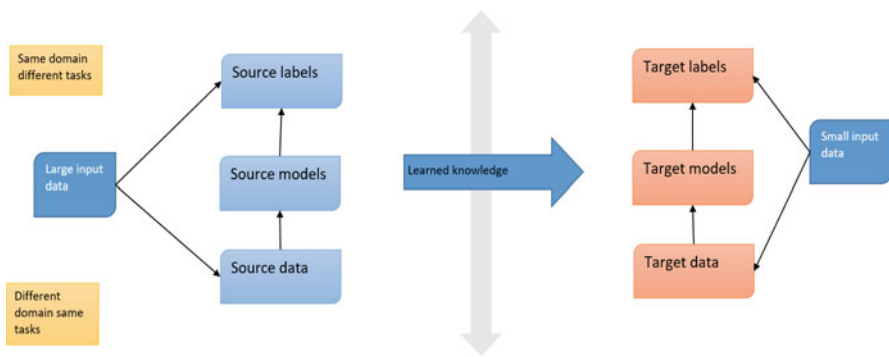 Same domain
different tasks
Source labels
Large input
data
Source models
Source data
Different
domain same
tasks
Learned knowledge
Target labels
Target models
Target data
Small input
data